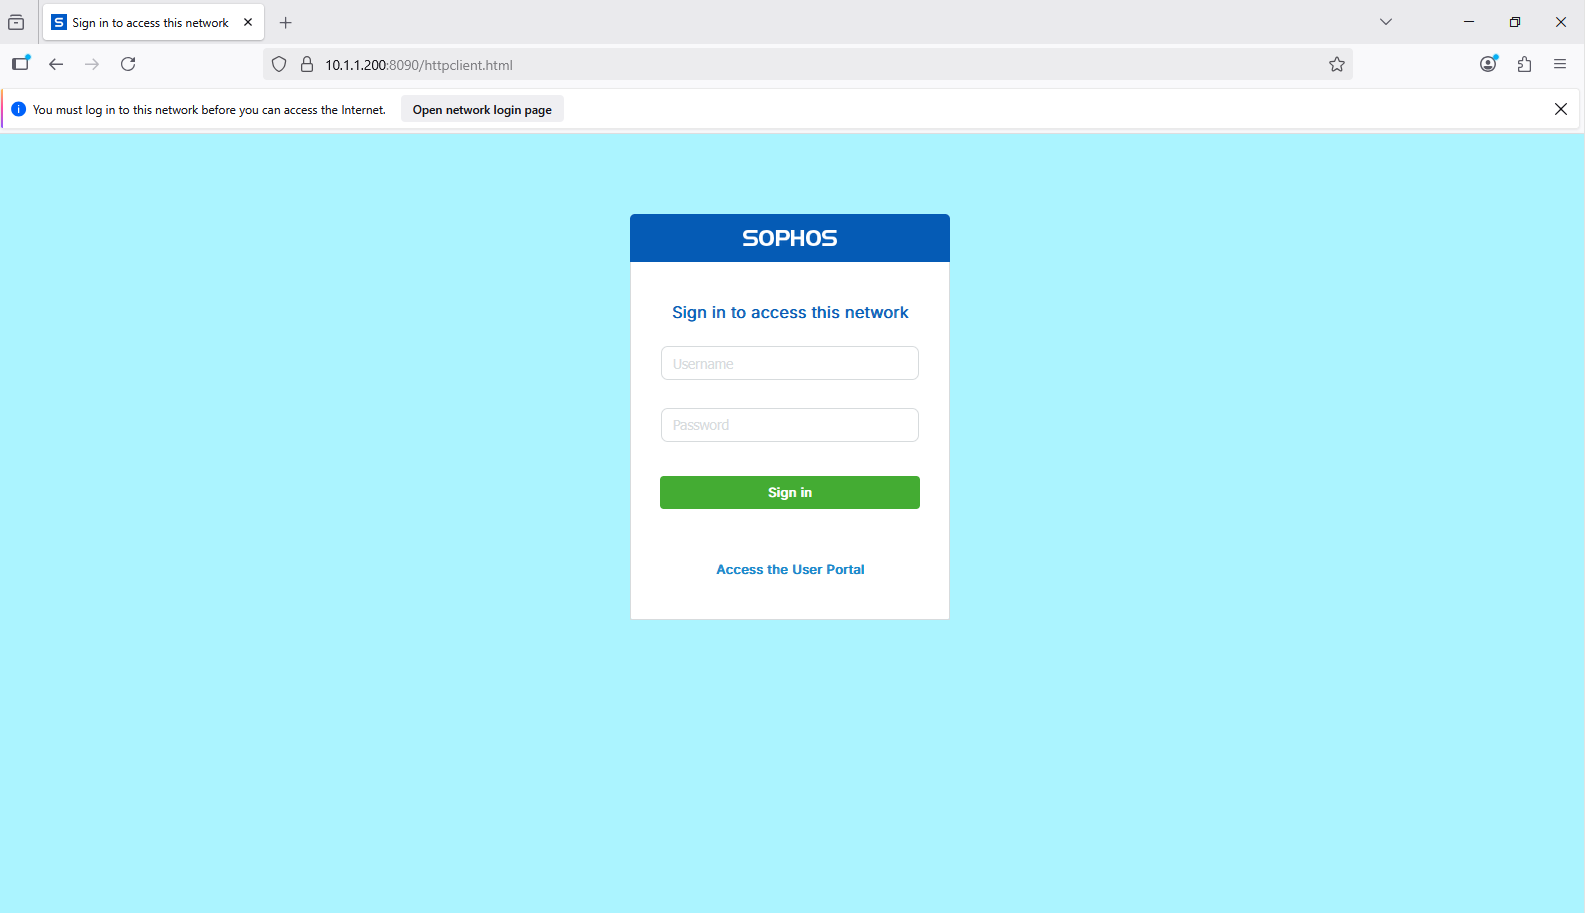 Sign in to access this network
10.1.1.200:8090/httpclient.html
You must log in to this network before you can access the Internet. Open network login page
SOPHOS
Sign in to access this network
Username
Password
Sign in
Access the User Portal